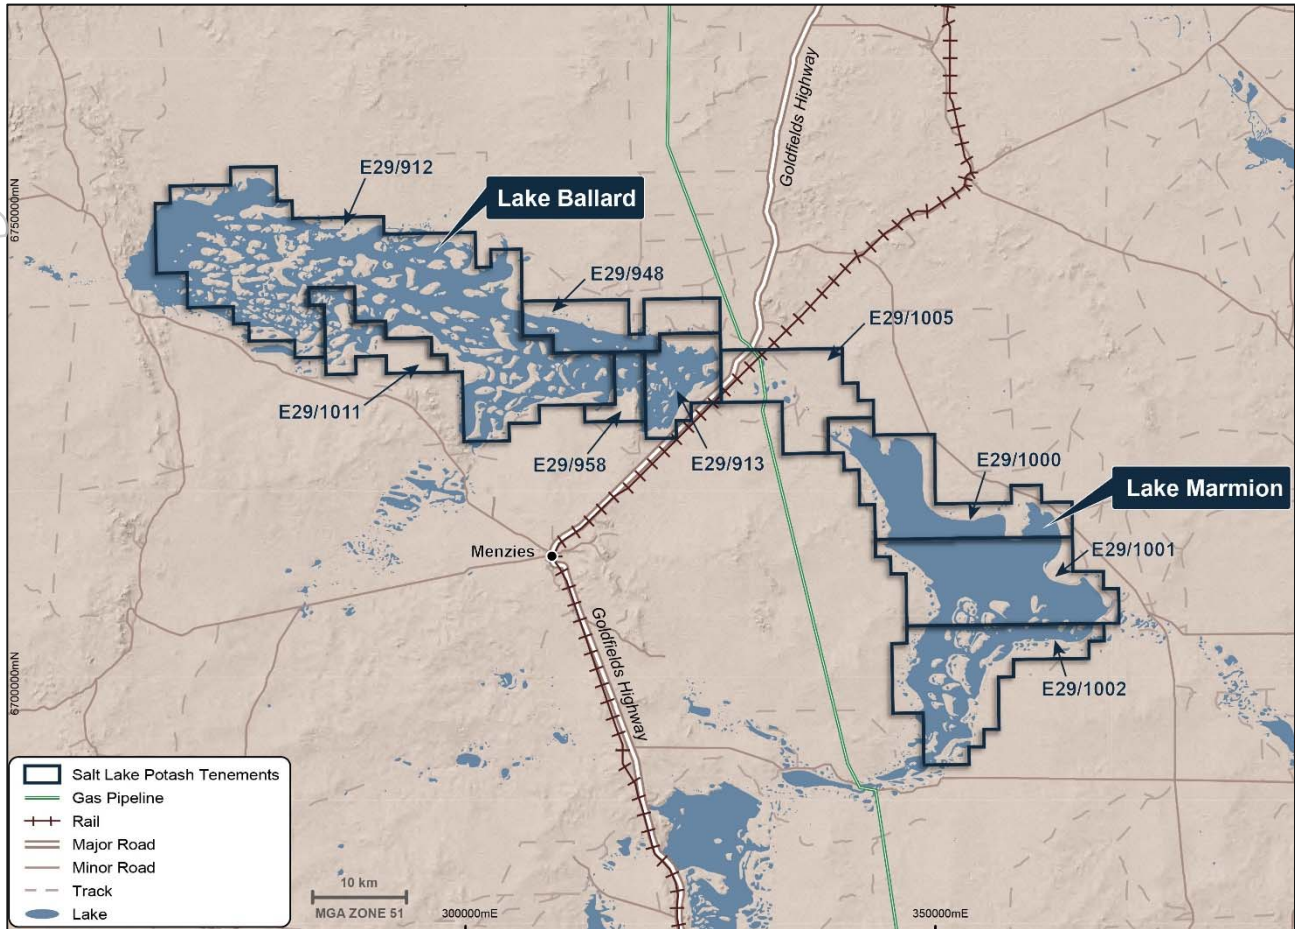 Goldfields Highway
E29/912
Lake Ballard
6750000mN
E29/948
E29/1005
E29/1011
E29/958
E29/913
E29/1000
Lake Marmion
Menzies
E29/1001
Goldfields Highway
E29/1002
6700000mN
Salt Lake Potash Tenements
Gas Pipeline
Rail
Major Road
Minor Road
Track
Lake
10 km
MGA ZONE 51
300000mE
350000mE